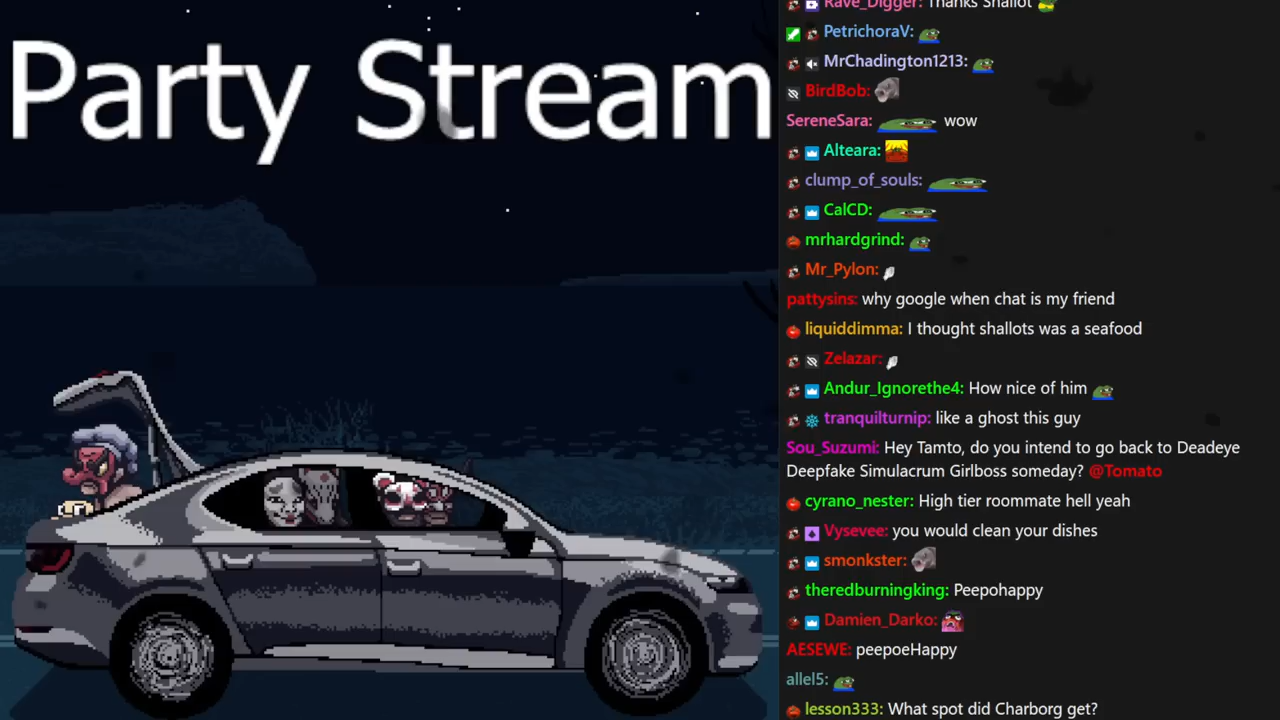 Party Stream
Rave_Digger: Thanks Shallot
PetrichoraV:
MrChadington1213:
BirdBob:
SereneSara: wow
Alteara:
clump_of_souls:
CalCD:
mrhardgrind:
Mr_Pylon:
pattysins: why google when chat is my friend
liquiddimma: I thought shallots was a seafood
Zelazar:
Andur_Ignorethe4: How nice of him
tranquilturnip: like a ghost this guy
Sou_Suzumi: Hey Tamto, do you intend to go back to Deadeye
Deepfake Simulacrum Girlboss someday? @Tomato
cyrano_nester: High tier roommate hell yeah
Vysevee: you would clean your dishes
smonkster:
theredburningking: Peepohappy
Damien_Darko:
AESEWE: peepoeHappy
allel5:
lesson333: What spot did Charborg get?